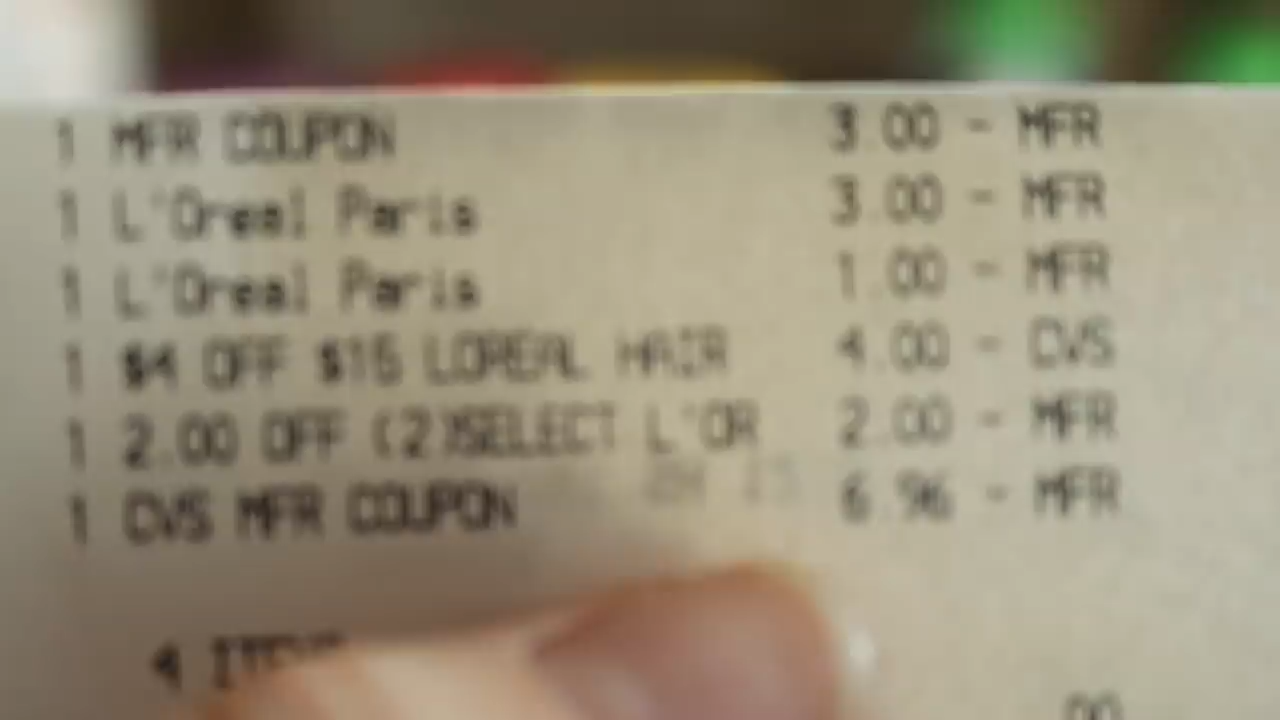 1 MFR COUPON 3.00 - MFR
1 L'Oreal Paris 3.00 - MFR
1 L'Oreal Paris 1.00 - MFR
1 $4 OFF $15 LOREAL HAIR 4.00 - CVS
1 2.00 OFF (2)SELECT L'OR 2.00 - MFR
1 CVS MFR COUPON 6.96 - MFR
4 ITEMS